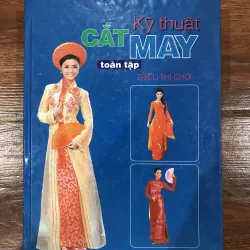 Kỹ thuật
CẮT MAY
toàn tập
TRIỆU THỊ CHƠI